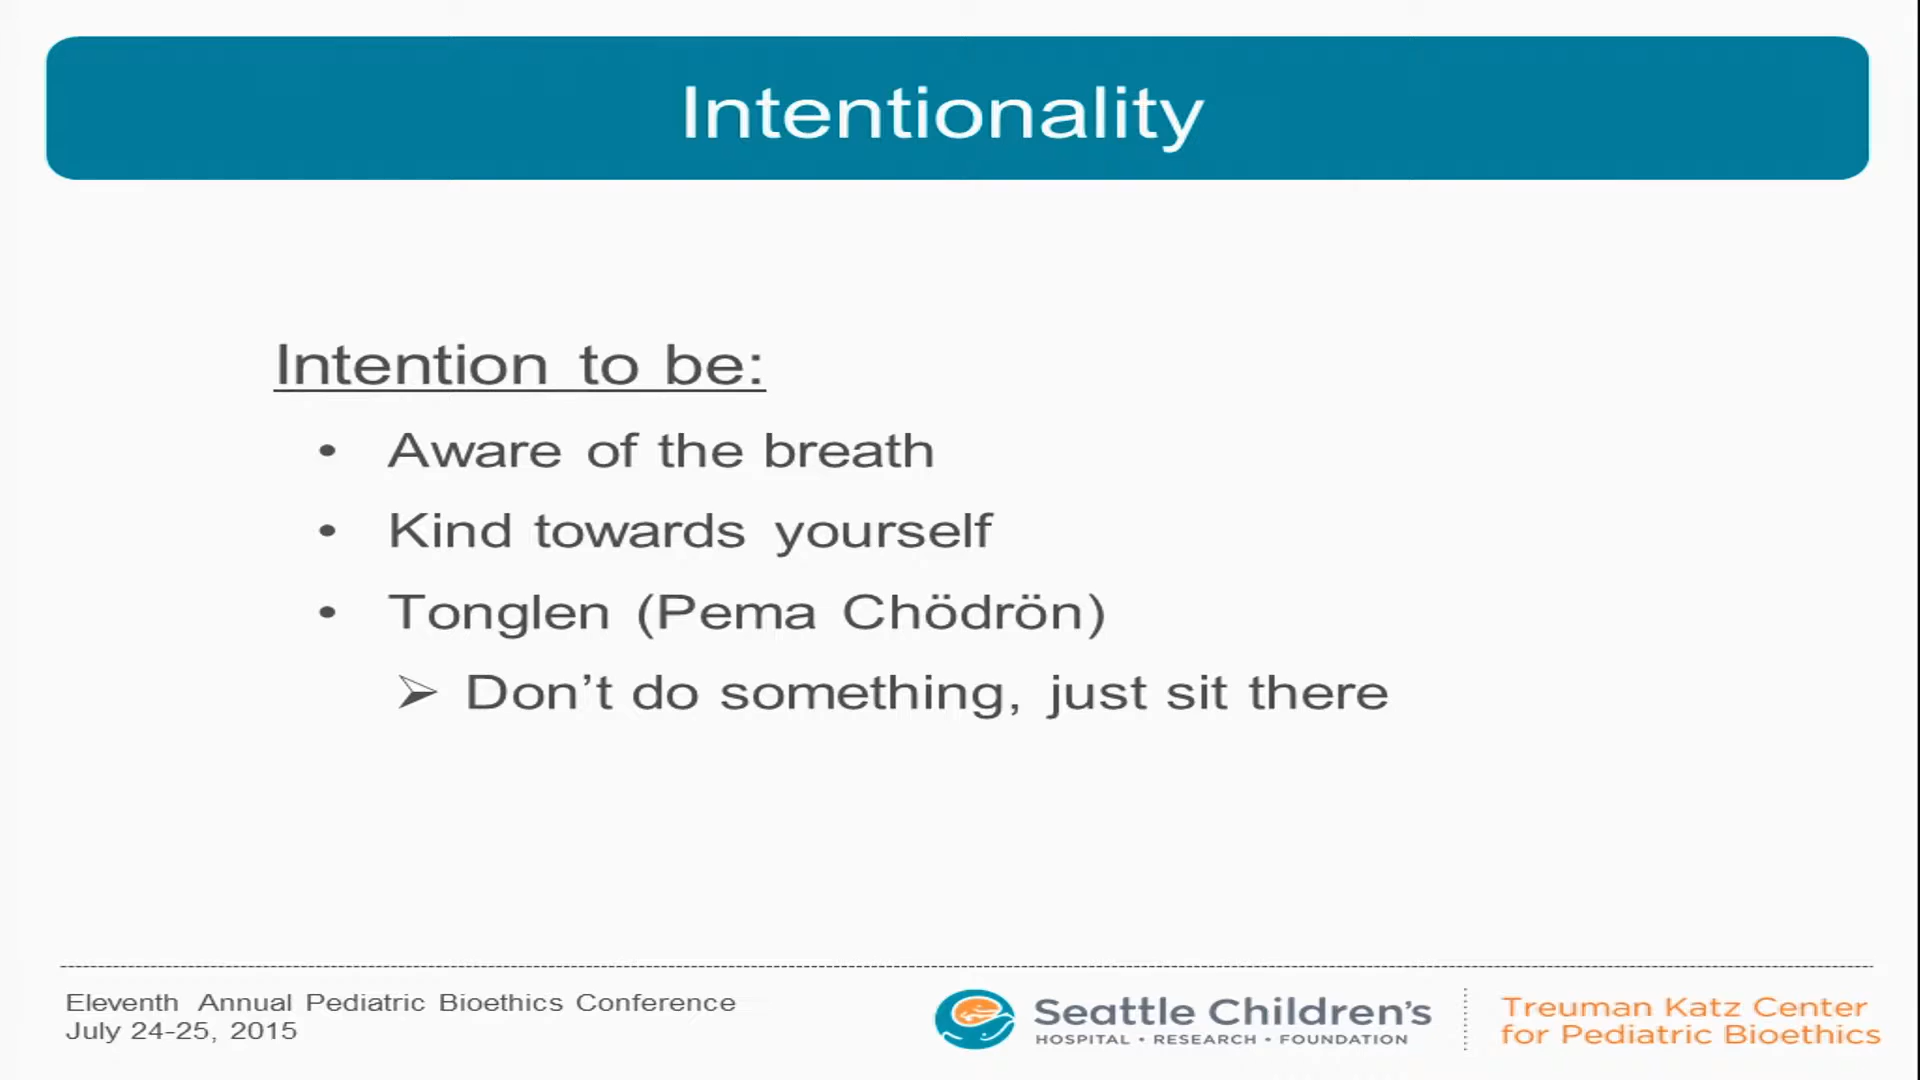 Intentionality
Intention to be:
• Aware of the breath
• Kind towards yourself
• Tonglen (Pema Chödrön)
➢ Don’t do something, just sit there
Eleventh Annual Pediatric Bioethics Conference
July 24-25, 2015
Seattle Children’s
HOSPITAL • RESEARCH • FOUNDATION
Treuman Katz Center
for Pediatric Bioethics